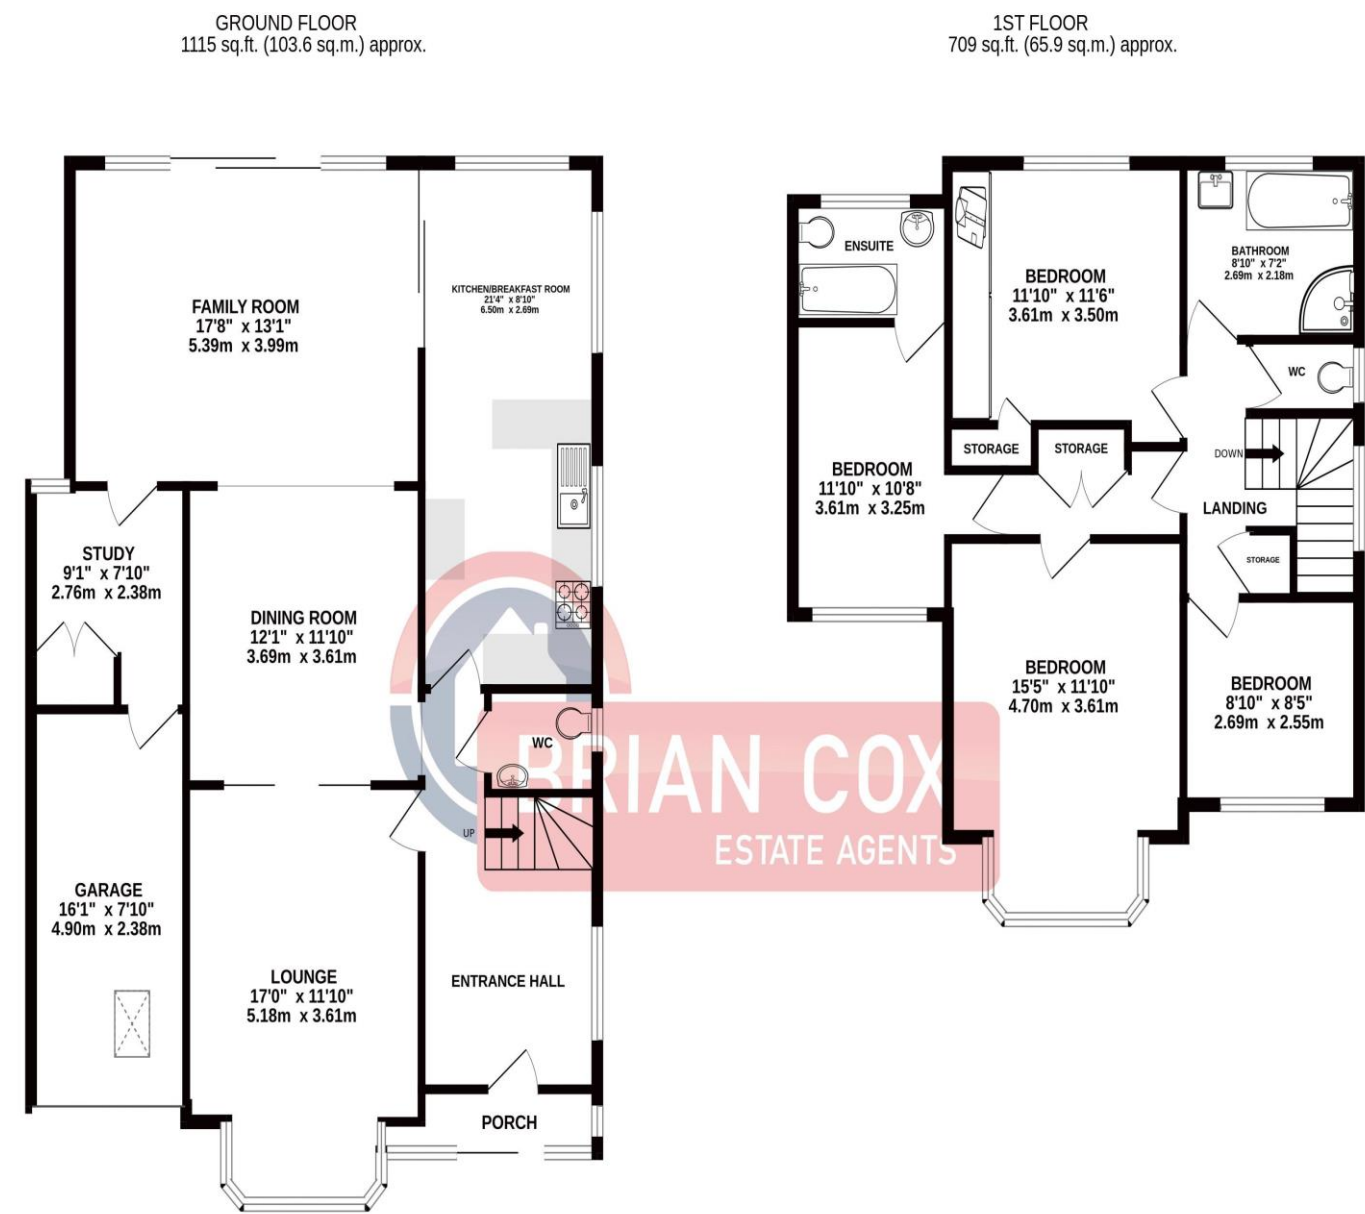 GROUND FLOOR
1115 sq.ft. (103.6 sq.m.) approx.
FAMILY ROOM
17'8" x 13'1"
5.39m x 3.99m
KITCHEN/BREAKFAST ROOM
21'4" x 8'10"
6.50m x 2.69m
STUDY
9'1" x 7'10"
2.76m x 2.38m
DINING ROOM
12'1" x 11'10"
3.69m x 3.61m
WC
UP
GARAGE
16'1" x 7'10"
4.90m x 2.38m
LOUNGE
17'0" x 11'10"
5.18m x 3.61m
ENTRANCE HALL
PORCH
1ST FLOOR
709 sq.ft. (65.9 sq.m.) approx.
ENSUITE
BEDROOM
11'10" x 11'6"
3.61m x 3.50m
BATHROOM
8'10" x 7'2"
2.69m x 2.18m
WC
STORAGE
STORAGE
DOWN
BEDROOM
11'10" x 10'8"
3.61m x 3.25m
LANDING
STORAGE
BEDROOM
15'5" x 11'10"
4.70m x 3.61m
BEDROOM
8'10" x 8'5"
2.69m x 2.55m
BRIAN COX
ESTATE AGENTS